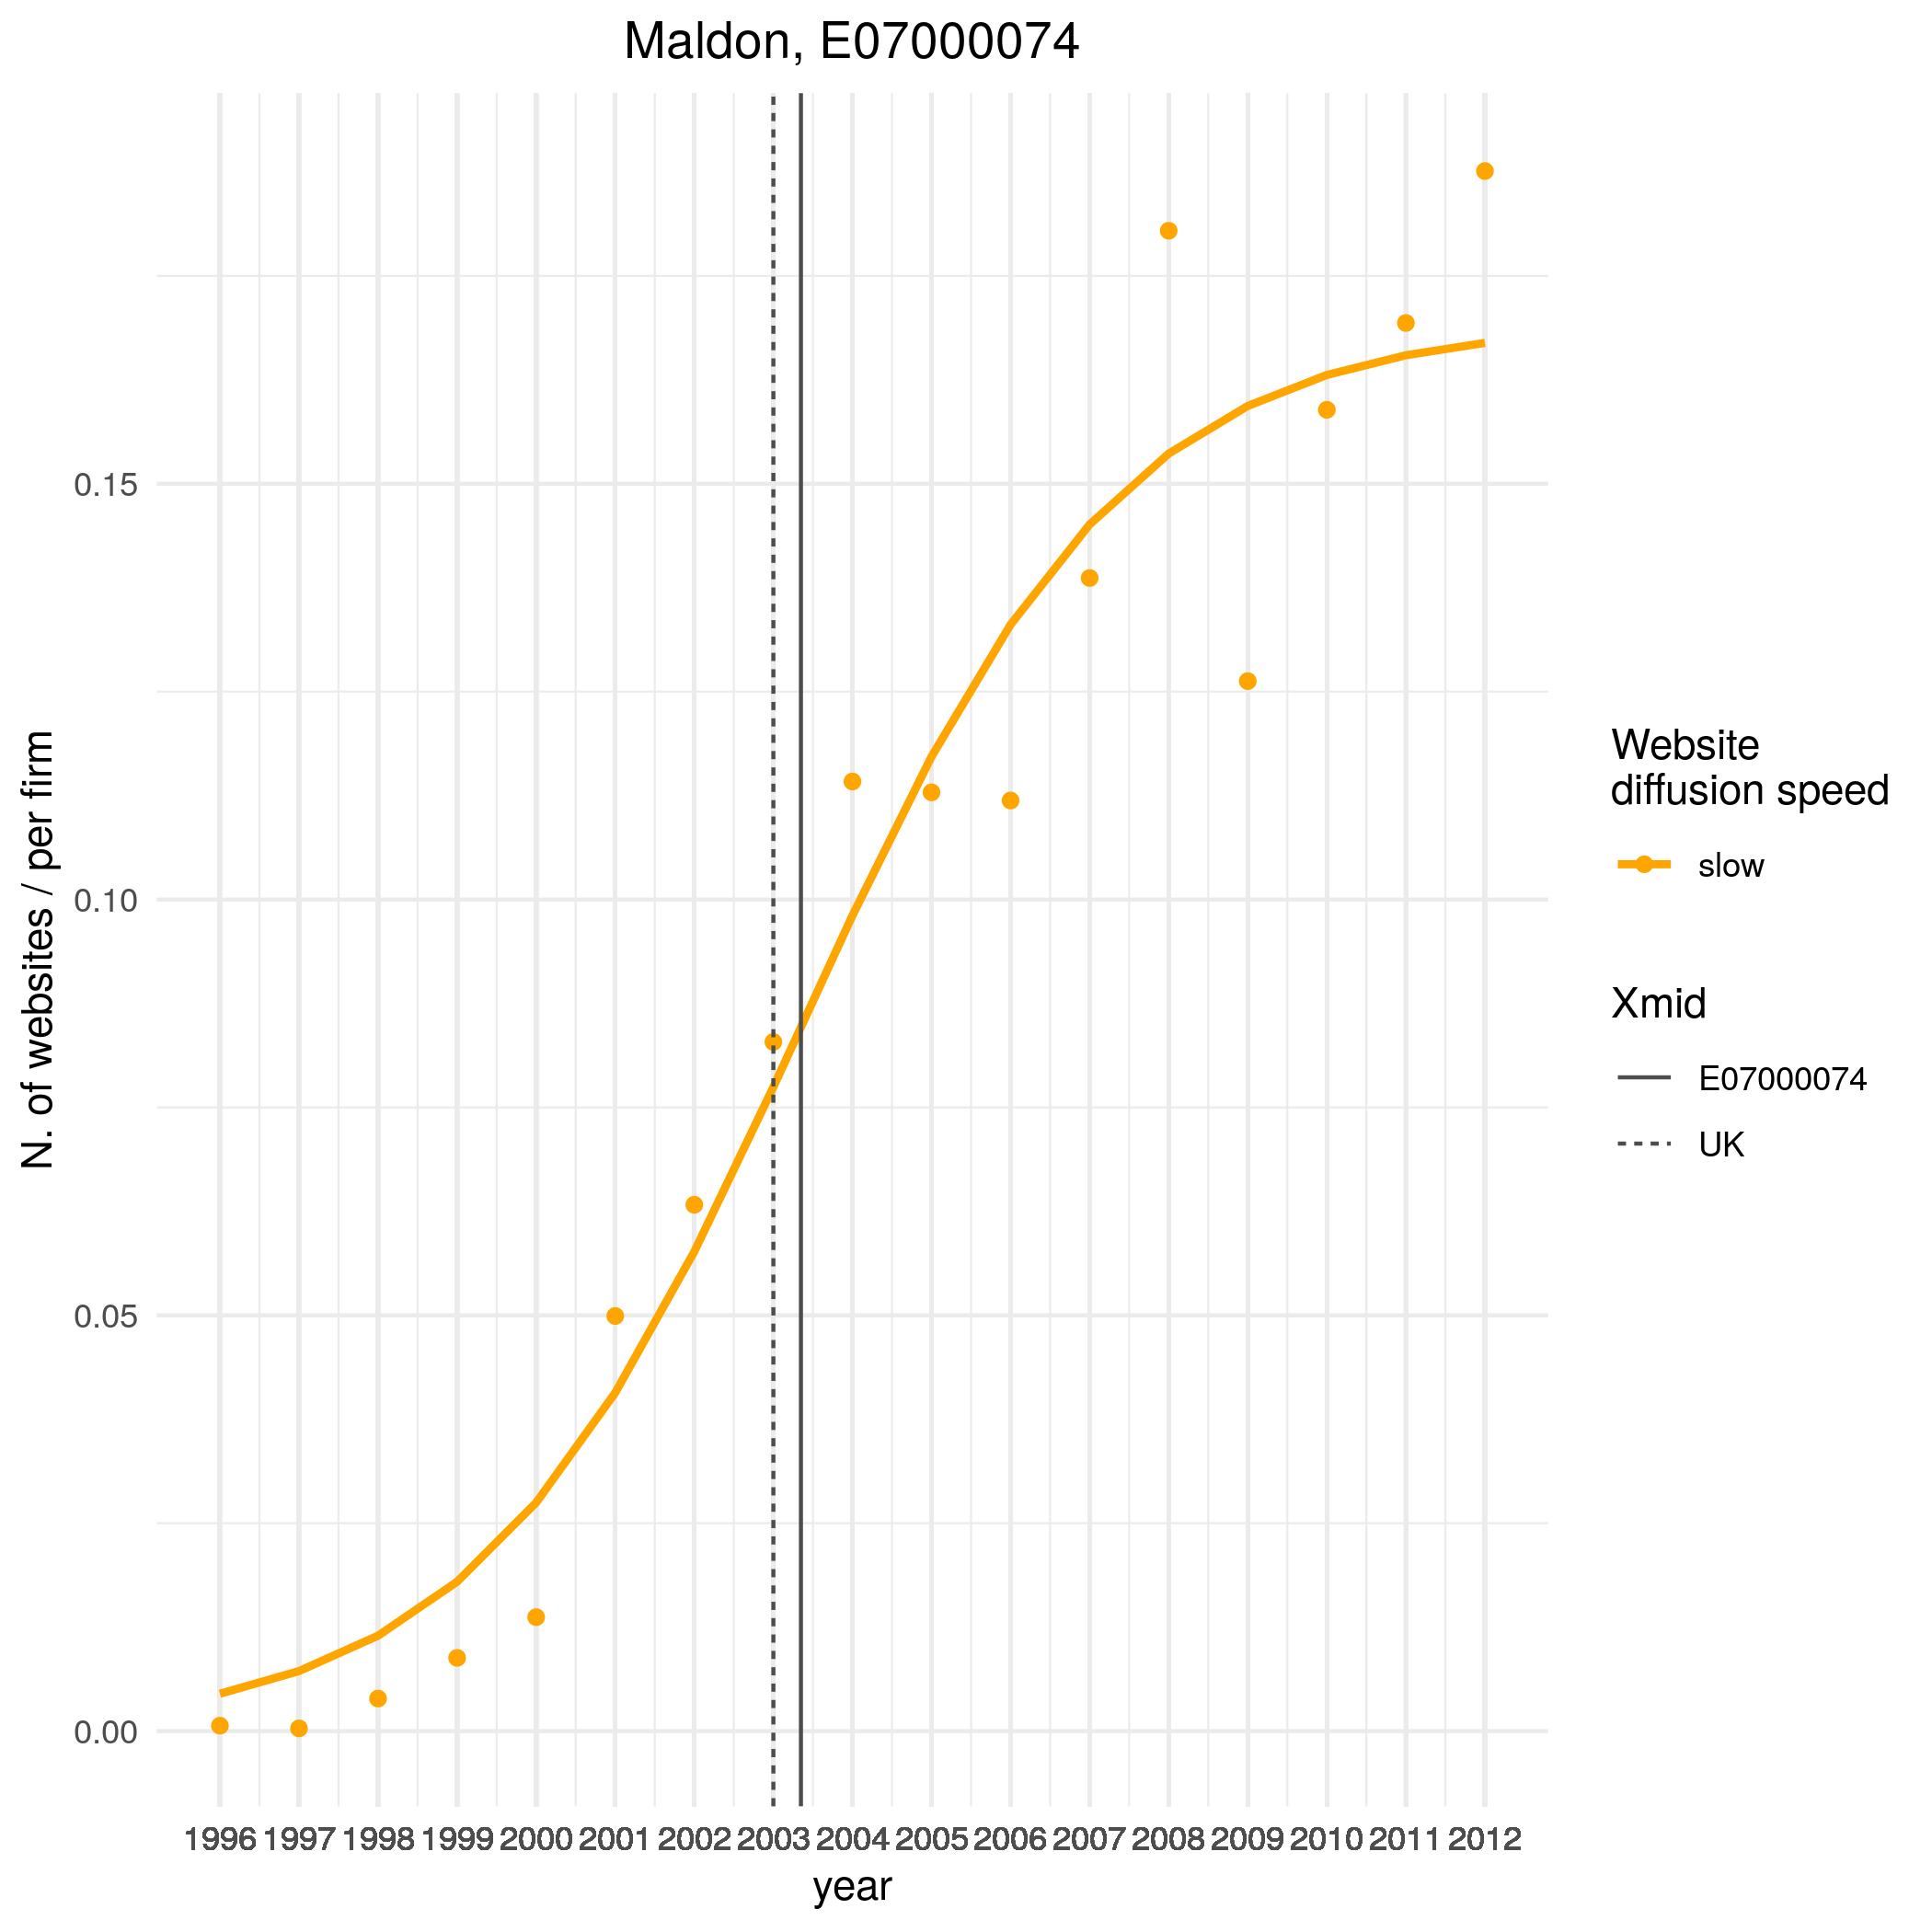 Maldon, E07000074
N. of websites / per firm
0.15
0.10
0.05
0.00
1996 1997 1998 1999 2000 2001 2002 2003 2004 2005 2006 2007 2008 2009 2010 2011 2012
year
Website
diffusion speed
slow
Xmid
E07000074
UK